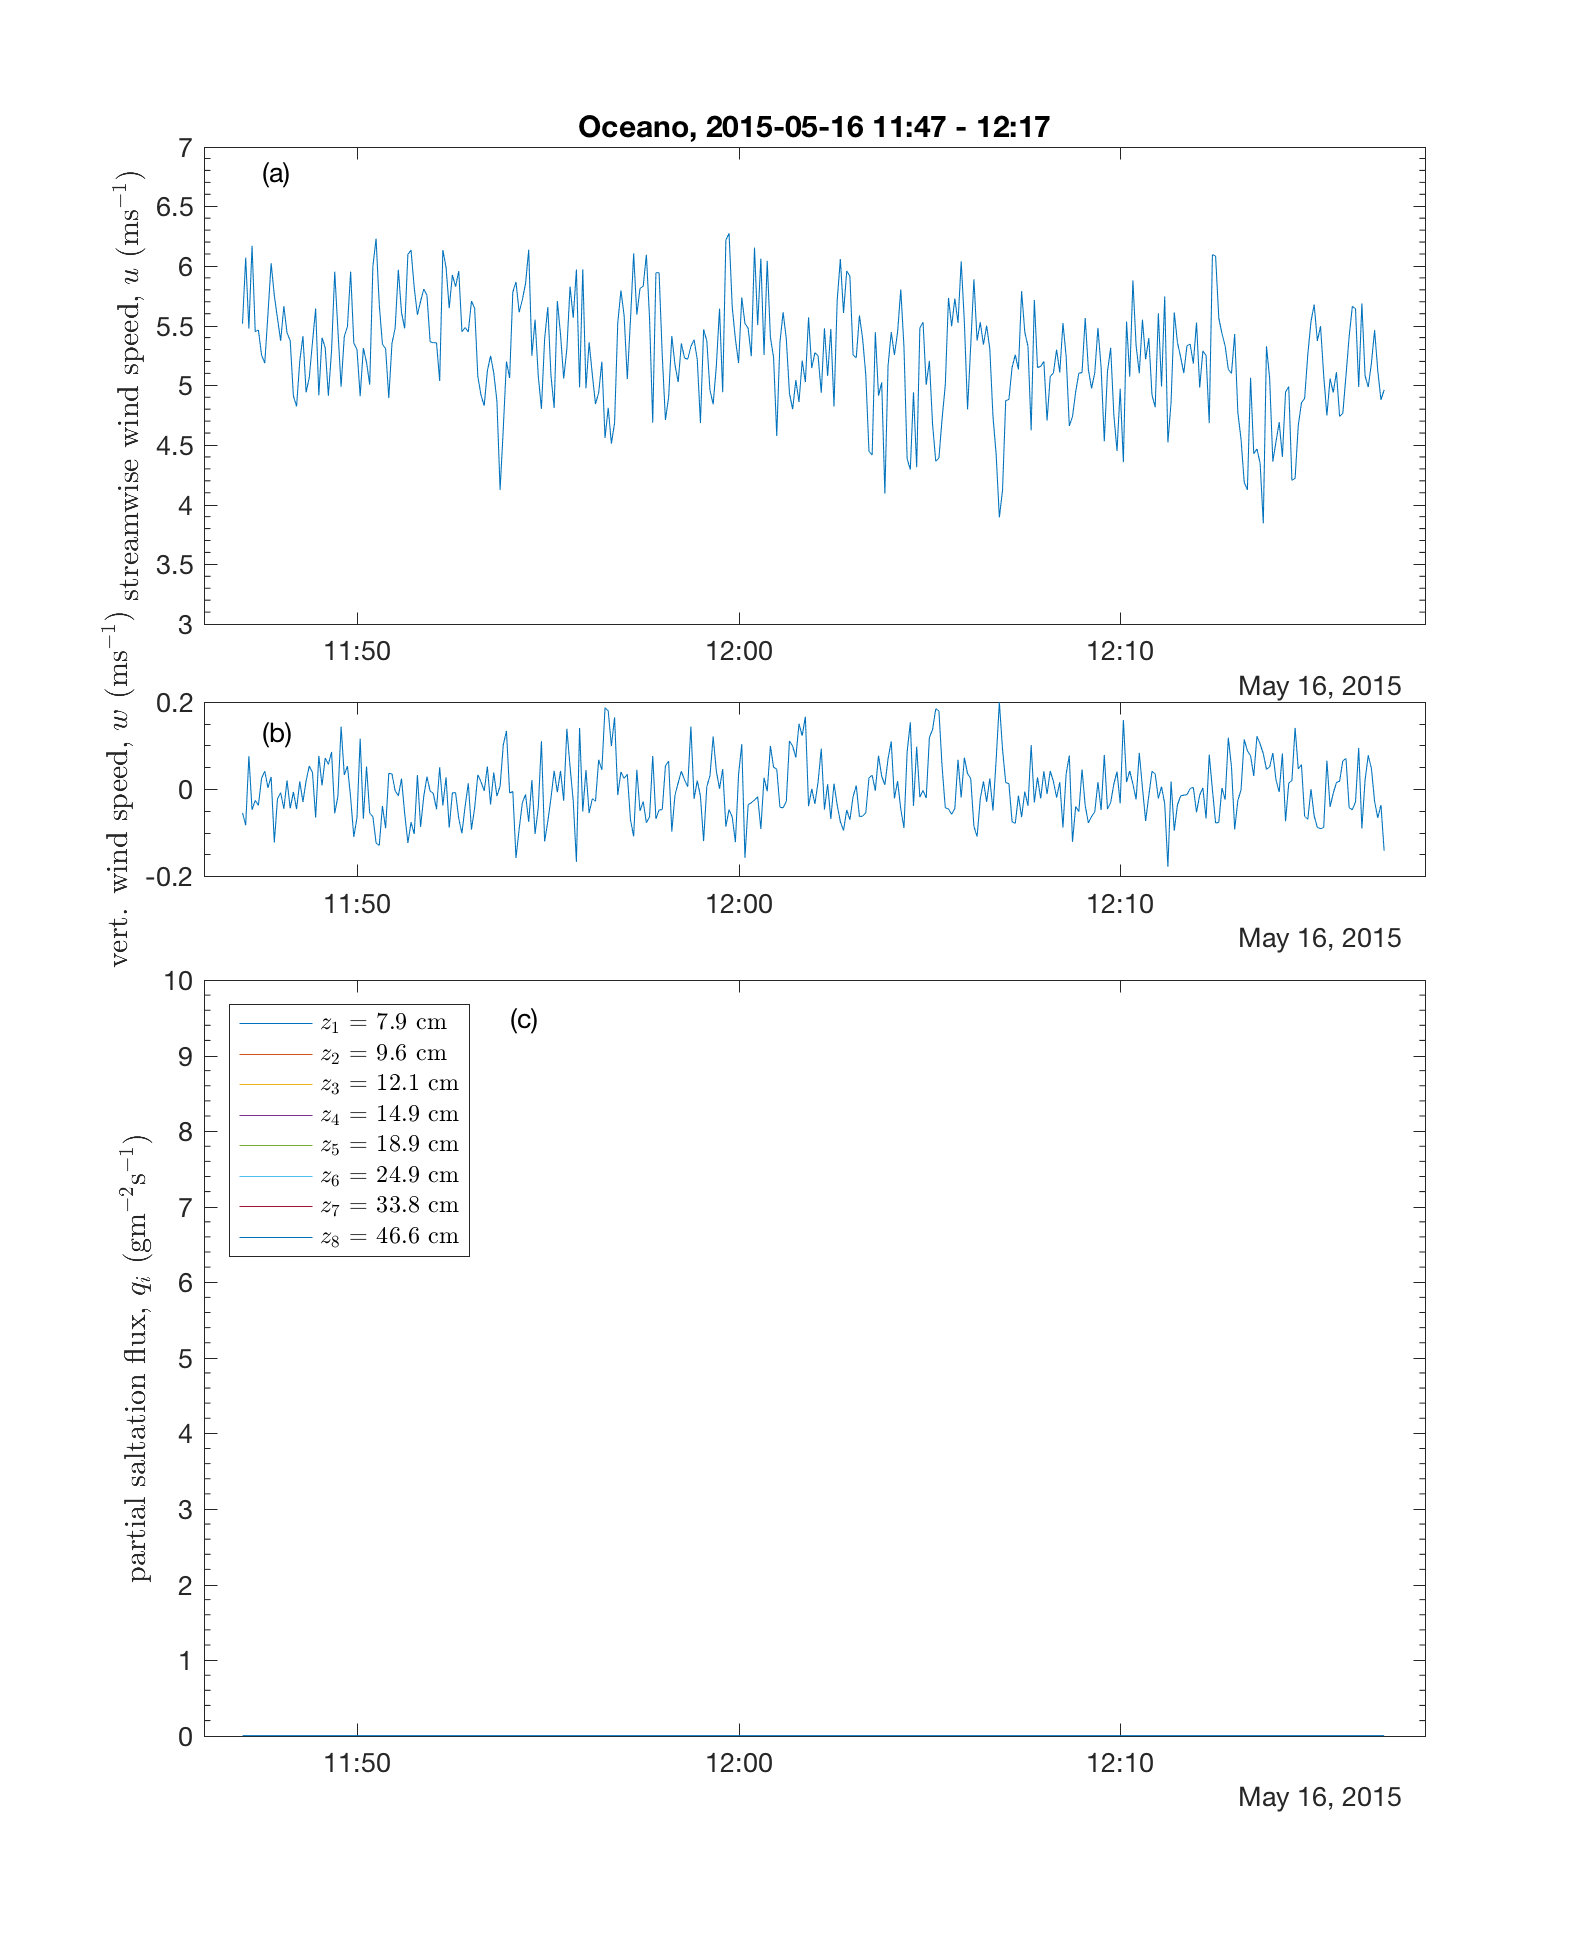 Oceano, 2015-05-16 11:47 - 12:17
(a)
streamwise wind speed, u (ms⁻¹)
7
6.5
6
5.5
5
4.5
4
3.5
3
11:50 12:00 12:10
May 16, 2015
(b)
vert. wind speed, w (ms⁻¹)
0.2
0
-0.2
11:50 12:00 12:10
May 16, 2015
(c)
partial saltation flux, qᵢ (gm⁻²s⁻¹)
z₁ = 7.9 cm
z₂ = 9.6 cm
z₃ = 12.1 cm
z₄ = 14.9 cm
z₅ = 18.9 cm
z₆ = 24.9 cm
z₇ = 33.8 cm
z₈ = 46.6 cm
10
9
8
7
6
5
4
3
2
1
0
11:50 12:00 12:10
May 16, 2015